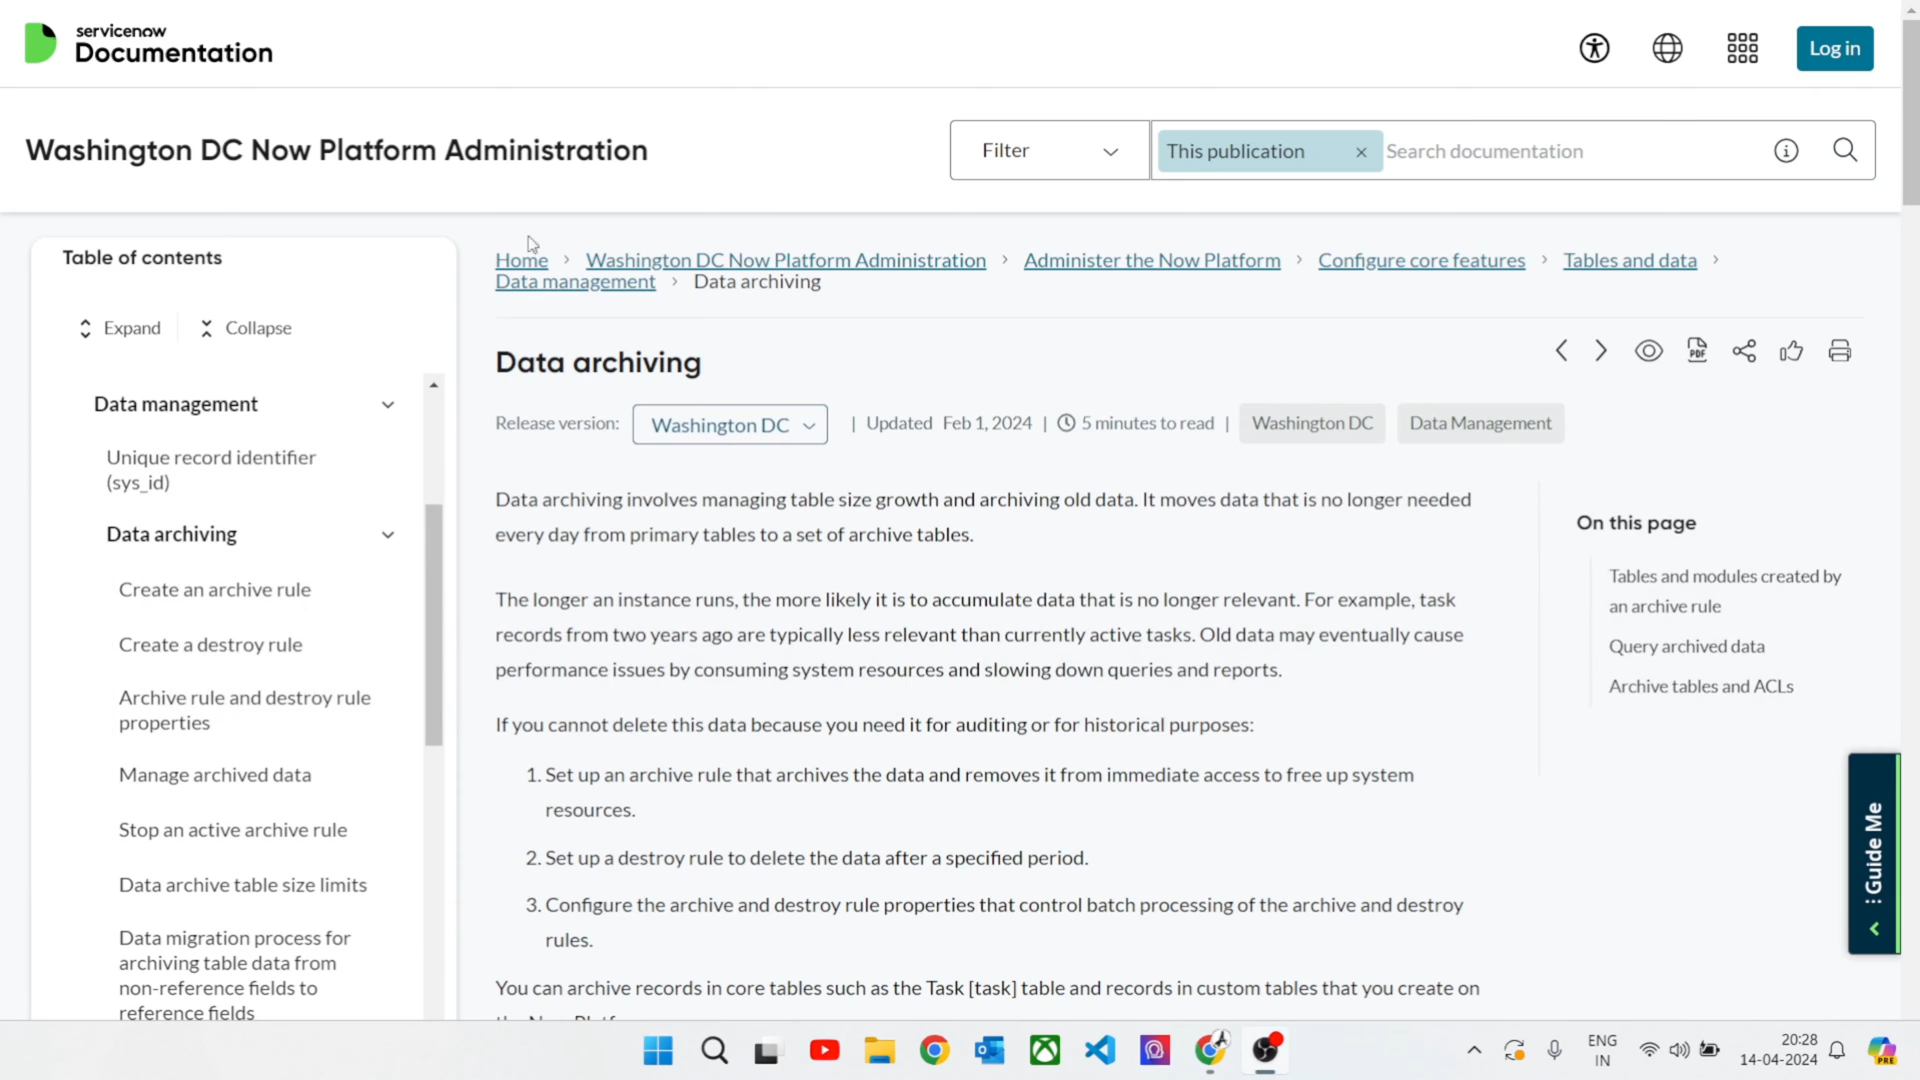 servicenow
Documentation
Log in
Washington DC Now Platform Administration
Filter
This publication
×
Search documentation
Table of contents
Expand
Collapse
Data management
Unique record identifier
(sys_id)
Data archiving
Create an archive rule
Create a destroy rule
Archive rule and destroy rule
properties
Manage archived data
Stop an active archive rule
Data archive table size limits
Data migration process for
archiving table data from
non-reference fields to
reference fields
Home > Washington DC Now Platform Administration > Administer the Now Platform > Configure core features > Tables and data >
Data management > Data archiving
Data archiving
PDF
Release version: Washington DC | Updated Feb 1, 2024 | 5 minutes to read | Washington DC Data Management
Data archiving involves managing table size growth and archiving old data. It moves data that is no longer needed
every day from primary tables to a set of archive tables.
The longer an instance runs, the more likely it is to accumulate data that is no longer relevant. For example, task
records from two years ago are typically less relevant than currently active tasks. Old data may eventually cause
performance issues by consuming system resources and slowing down queries and reports.
If you cannot delete this data because you need it for auditing or for historical purposes:
1. Set up an archive rule that archives the data and removes it from immediate access to free up system
resources.
2. Set up a destroy rule to delete the data after a specified period.
3. Configure the archive and destroy rule properties that control batch processing of the archive and destroy
rules.
You can archive records in core tables such as the Task [task] table and records in custom tables that you create on
On this page
Tables and modules created by
an archive rule
Query archived data
Archive tables and ACLs
Guide Me
ENG
IN
20:28
14-04-2024
PRE